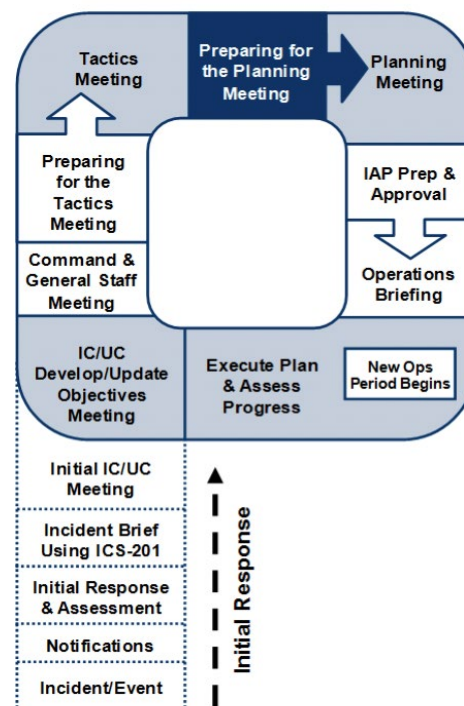 Tactics
Meeting
Preparing for
the Planning
Meeting
Planning
Meeting
Preparing
for the
Tactics
Meeting
IAP Prep &
Approval
Command &
General Staff
Meeting
Operations
Briefing
IC/UC
Develop/Update
Objectives
Meeting
Execute Plan
& Assess
Progress
New Ops
Period Begins
Initial IC/UC
Meeting
Incident Brief
Using ICS-201
Initial Response
& Assessment
Notifications
Incident/Event
Initial Response